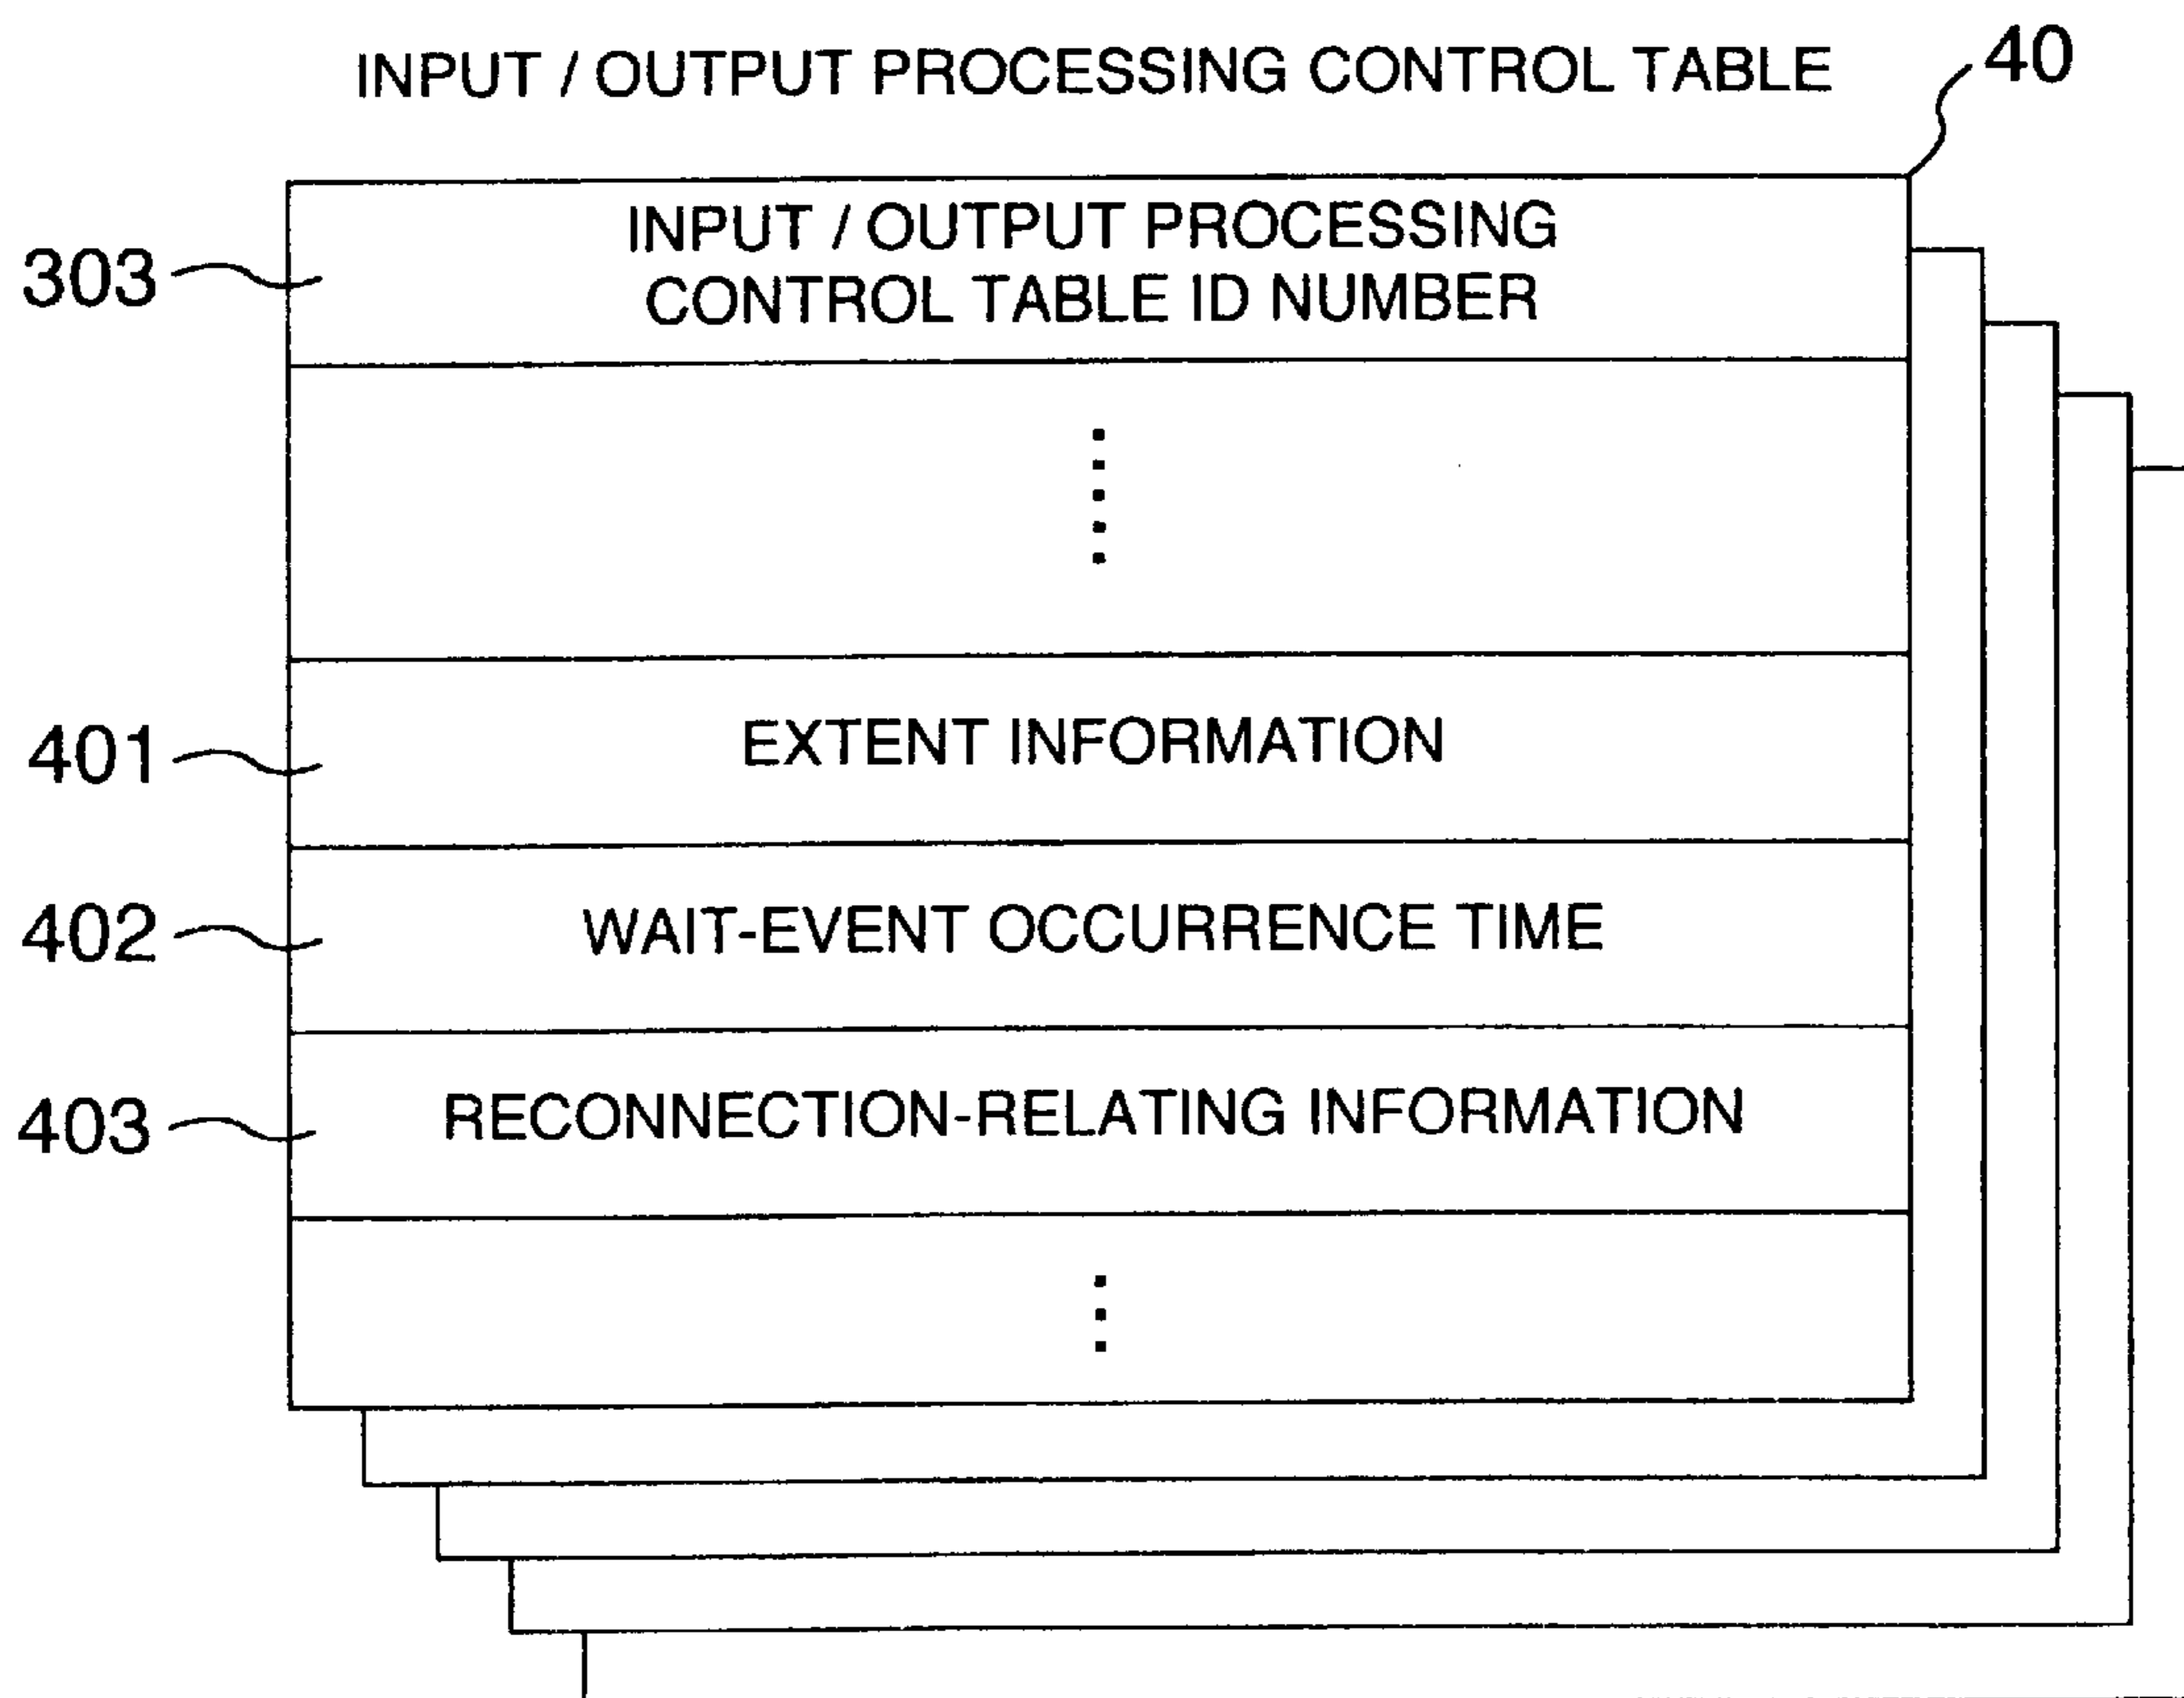 INPUT / OUTPUT PROCESSING CONTROL TABLE
40
303
INPUT / OUTPUT PROCESSING
CONTROL TABLE ID NUMBER
401
EXTENT INFORMATION
402
WAIT-EVENT OCCURRENCE TIME
403
RECONNECTION-RELATING INFORMATION